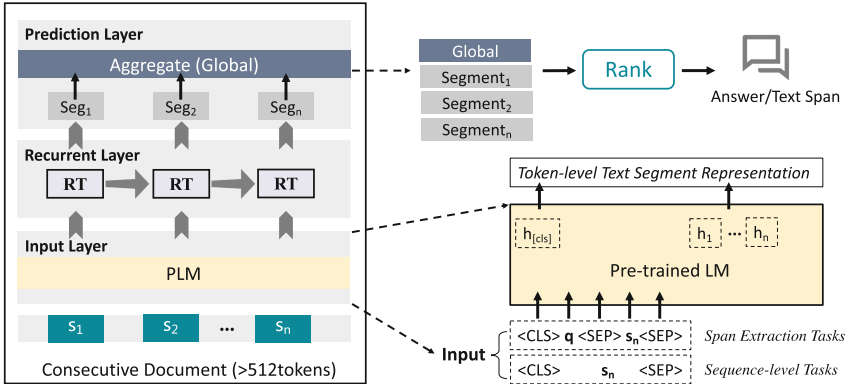 Prediction Layer
Aggregate (Global)
Seg1 Seg2 Segn
Recurrent Layer
RT RT RT
Input Layer
PLM
s1 s2 ... sn
Consecutive Document (>512tokens)
Global
Segment1
Segment2
Segmentn
Rank
Answer/Text Span
Token-level Text Segment Representation
h[cls] h1 ... hn
Pre-trained LM
Input
<CLS> q <SEP> sn <SEP> Span Extraction Tasks
<CLS> sn <SEP> Sequence-level Tasks